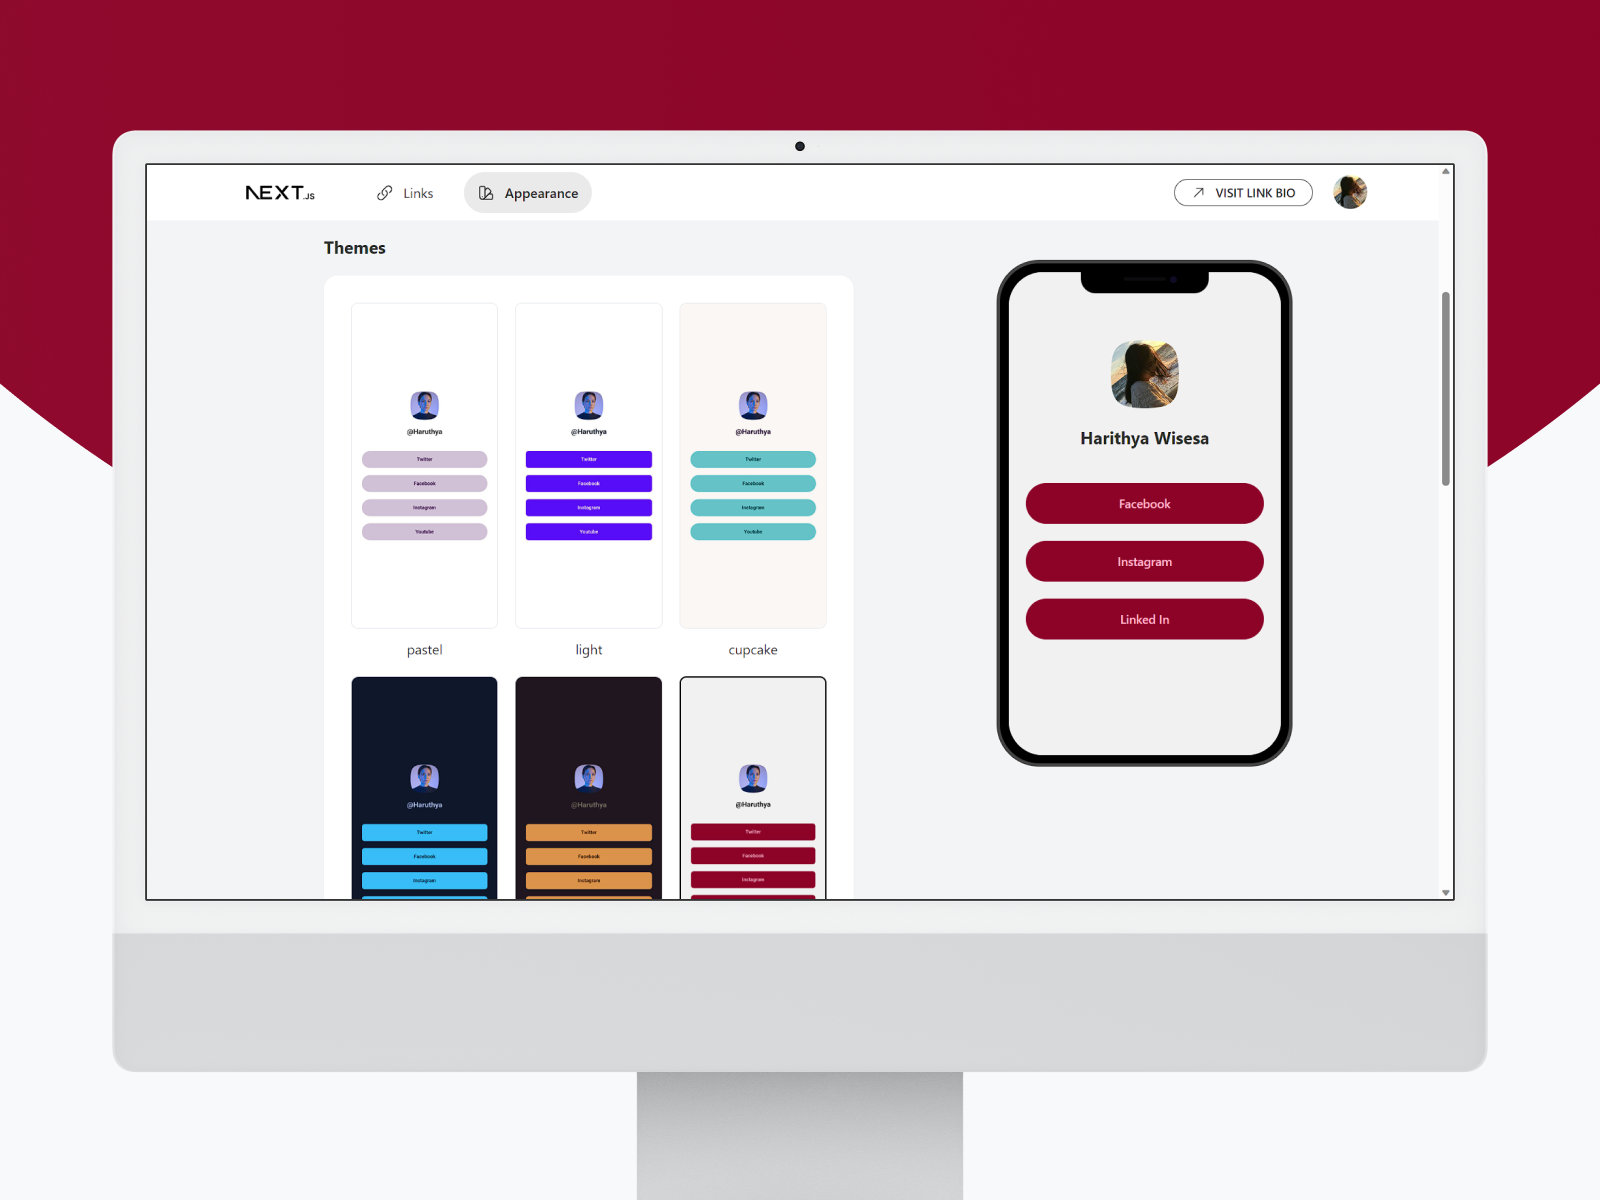 NEXT.JS
Links
Appearance
VISIT LINK BIO
Themes
@Haruthya
Twitter
Facebook
Instagram
Youtube
pastel
@Haruthya
Twitter
Facebook
Instagram
Youtube
light
@Haruthya
Twitter
Facebook
Instagram
Youtube
cupcake
@Haruthya
Twitter
Facebook
Instagram
@Haruthya
Twitter
Facebook
Instagram
@Haruthya
Twitter
Facebook
Instagram
Harithya Wisesa
Facebook
Instagram
Linked In